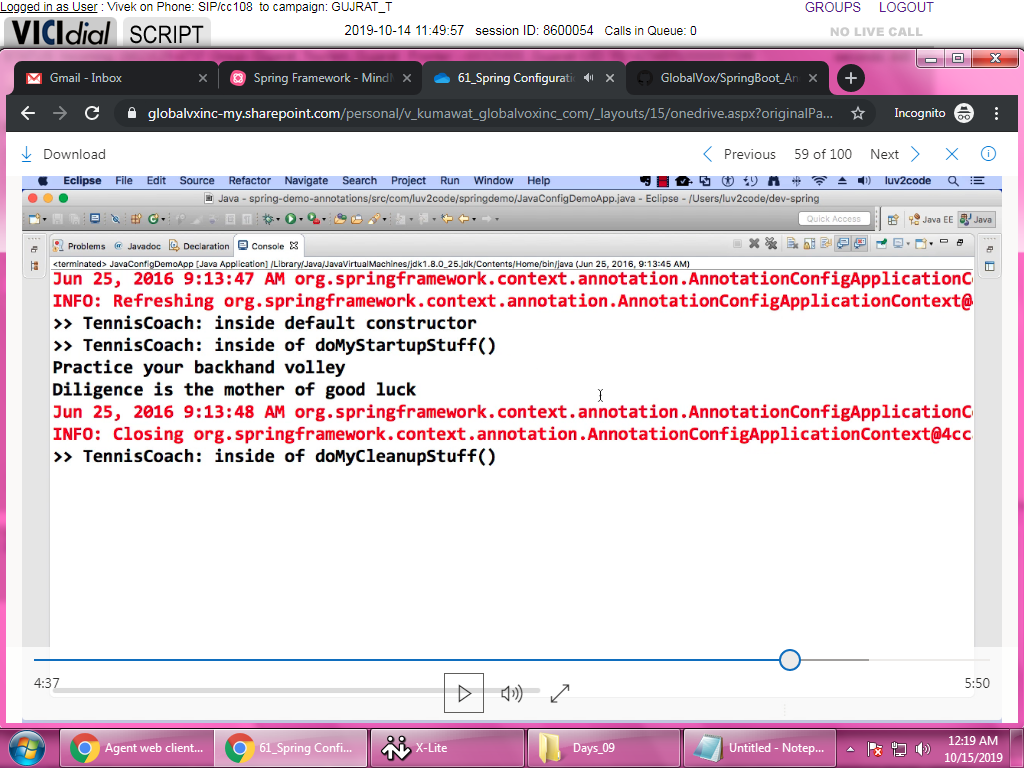 Logged in as User : Vivek on Phone: SIP/cc108 to campaign: GUJRAT_T GROUPS LOGOUT
VICIdial SCRIPT 2019-10-14 11:49:57 session ID: 8600054 Calls in Queue: 0 NO LIVE CALL
Gmail - Inbox Spring Framework - Mind 61_Spring Configurati GlobalVox/SpringBoot_An
globalvxinc-my.sharepoint.com/personal/v_kumawat_globalvoxinc_com/_layouts/15/onedrive.aspx?originalPa... Incognito
Download Previous 59 of 100 Next
Eclipse File Edit Source Refactor Navigate Search Project Run Window Help luv2code
Java - spring-demo-annotations/src/com/luv2code/springdemo/JavaConfigDemoApp.java - Eclipse - /Users/luv2code/dev-spring
Quick Access Java EE Java
Problems Javadoc Declaration Console
<terminated> JavaConfigDemoApp [Java Application] /Library/Java/JavaVirtualMachines/jdk1.8.0_25.jdk/Contents/Home/bin/java (Jun 25, 2016, 9:13:45 AM)
Jun 25, 2016 9:13:47 AM org.springframework.context.annotation.AnnotationConfigApplicationC
INFO: Refreshing org.springframework.context.annotation.AnnotationConfigApplicationContext@
>> TennisCoach: inside default constructor
>> TennisCoach: inside of doMyStartupStuff()
Practice your backhand volley
Diligence is the mother of good luck
Jun 25, 2016 9:13:48 AM org.springframework.context.annotation.AnnotationConfigApplicationC
INFO: Closing org.springframework.context.annotation.AnnotationConfigApplicationContext@4cc
>> TennisCoach: inside of doMyCleanupStuff()
4:37 5:50
Agent web client... 61_Spring Confi... X-Lite Days_09 Untitled - Notep... 12:19 AM
10/15/2019